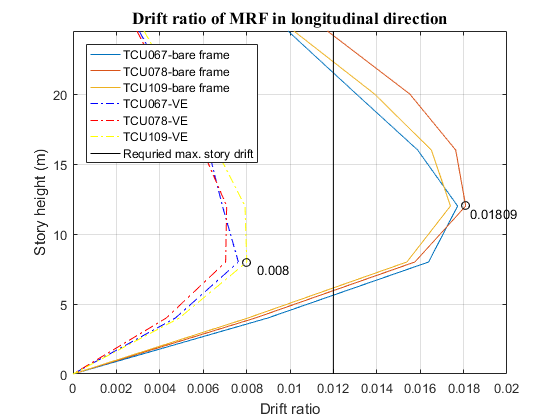 Drift ratio of MRF in longitudinal direction
TCU067-bare frame
TCU078-bare frame
TCU109-bare frame
TCU067-VE
TCU078-VE
TCU109-VE
Requried max. story drift
Story height (m)
20
15
10
5
0
0.01809
0.008
0 0.002 0.004 0.006 0.008 0.01 0.012 0.014 0.016 0.018 0.02
Drift ratio